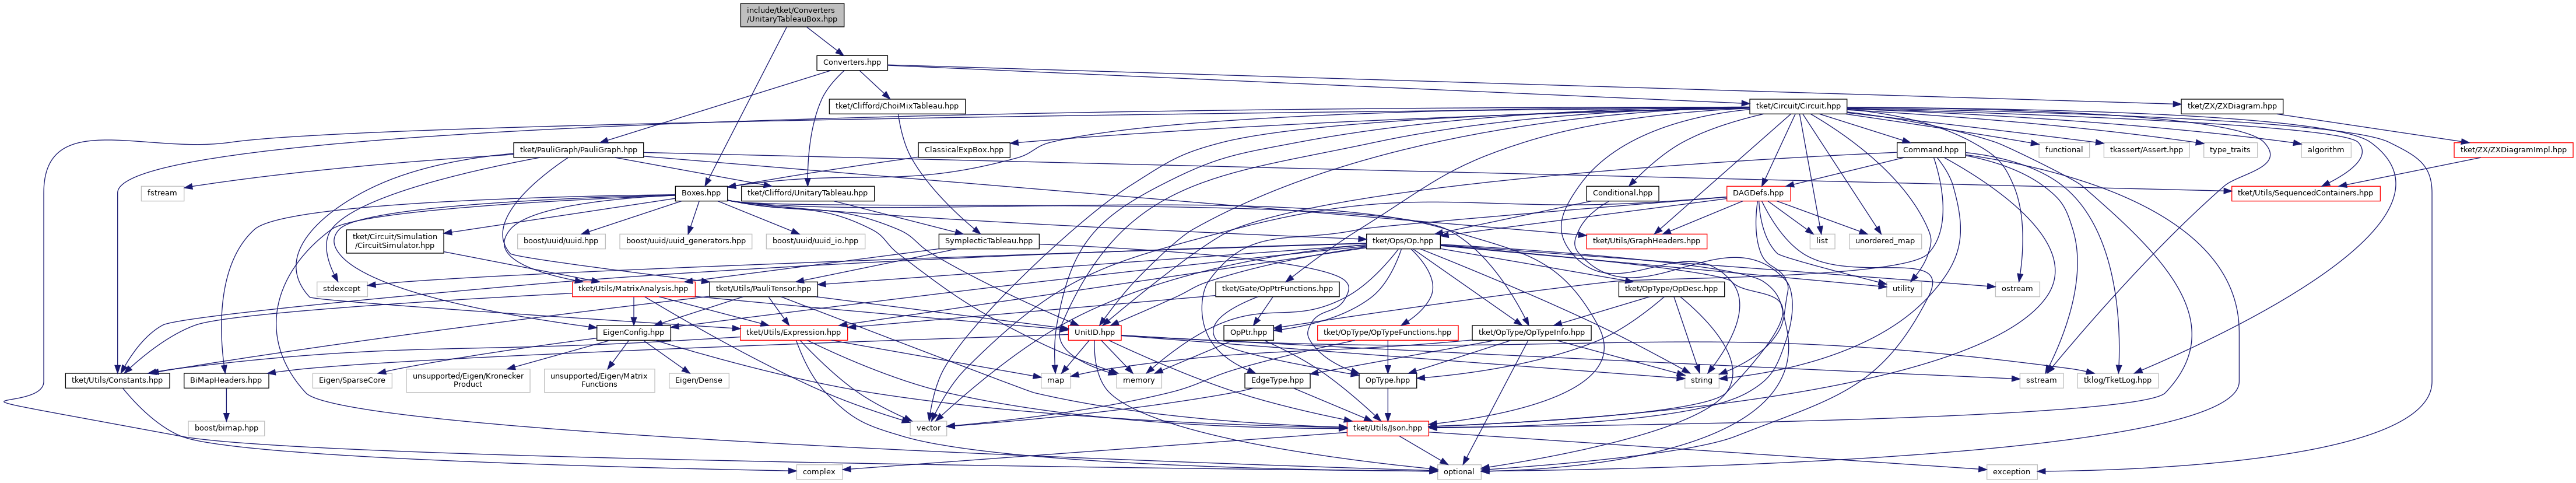 include/tket/Converters
/UnitaryTableauBox.hpp
Converters.hpp
tket/Clifford/ChoiMixTableau.hpp
tket/Circuit/Circuit.hpp
tket/ZX/ZXDiagram.hpp
tket/PauliGraph/PauliGraph.hpp
ClassicalExpBox.hpp
Command.hpp
functional
tkassert/Assert.hpp
type_traits
algorithm
tket/ZX/ZXDiagramImpl.hpp
fstream
Boxes.hpp
tket/Clifford/UnitaryTableau.hpp
Conditional.hpp
DAGDefs.hpp
tket/Utils/SequencedContainers.hpp
tket/Circuit/Simulation
/CircuitSimulator.hpp
boost/uuid/uuid.hpp
boost/uuid/uuid_generators.hpp
boost/uuid/uuid_io.hpp
SymplecticTableau.hpp
tket/Ops/Op.hpp
tket/Utils/GraphHeaders.hpp
list
unordered_map
stdexcept
tket/Utils/MatrixAnalysis.hpp
tket/Utils/PauliTensor.hpp
tket/Gate/OpPtrFunctions.hpp
tket/OpType/OpDesc.hpp
utility
ostream
EigenConfig.hpp
tket/Utils/Expression.hpp
UnitID.hpp
OpPtr.hpp
tket/OpType/OpTypeFunctions.hpp
tket/OpType/OpTypeInfo.hpp
tket/Utils/Constants.hpp
BiMapHeaders.hpp
Eigen/SparseCore
unsupported/Eigen/Kronecker
Product
unsupported/Eigen/Matrix
Functions
Eigen/Dense
map
memory
EdgeType.hpp
OpType.hpp
string
sstream
tklog/TketLog.hpp
boost/bimap.hpp
vector
tket/Utils/Json.hpp
complex
optional
exception